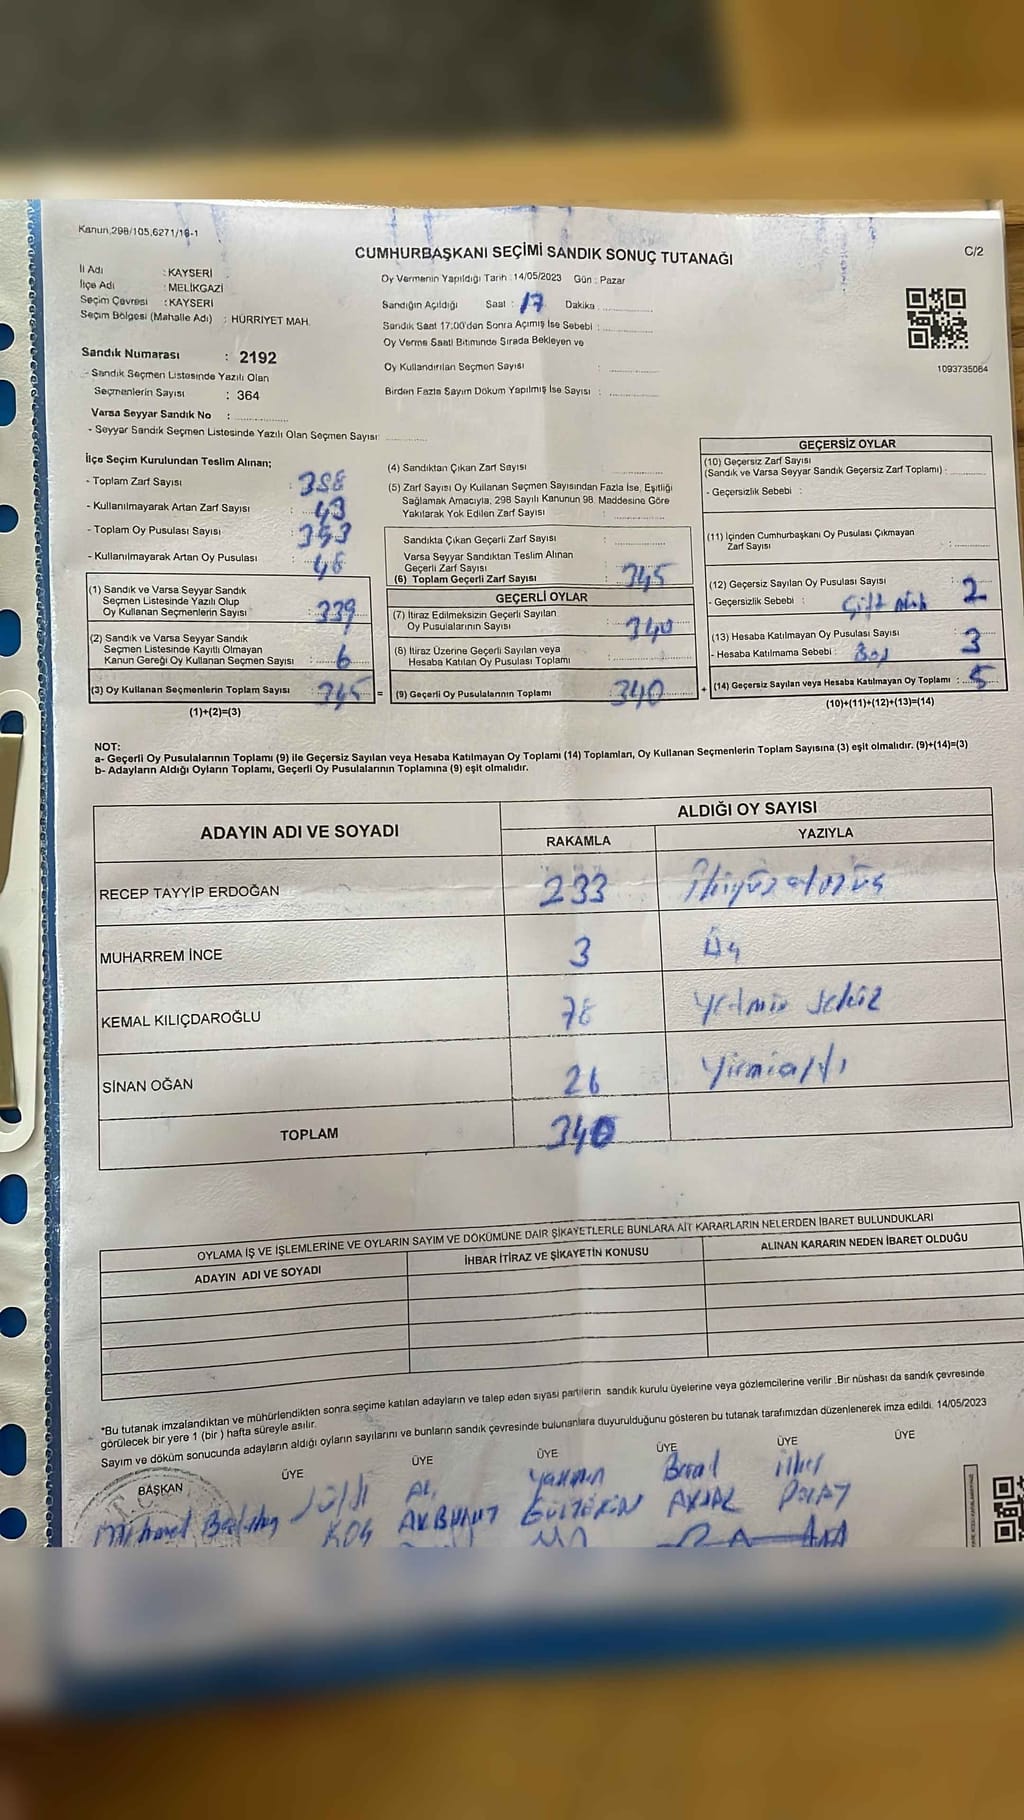 Kanun,298/105,6271/19-1
CUMHURBAŞKANI SEÇİMİ SANDIK SONUÇ TUTANAĞI
C/2
İl Adı : KAYSERİ
İlçe Adı : MELİKGAZİ
Seçim Çevresi : KAYSERİ
Seçim Bölgesi (Mahalle Adı) : HÜRRİYET MAH.
Oy Vermenin Yapıldığı Tarih : 14/05/2023 Gün : Pazar
Sandığın Açıldığı Saat : 17 Dakika
Sandık Saat 17:00'dan Sonra Açımış İse Sebebi :
Oy Verme Saati Bitiminde Sırada Bekleyen ve
Oy Kullandırılan Seçmen Sayısı :
Birden Fazla Sayım Döküm Yapılmış İse Sayısı :
1093735064
Sandık Numarası : 2192
- Sandık Seçmen Listesinde Yazılı Olan
Seçmenlerin Sayısı : 364
Varsa Seyyar Sandık No :
- Seyyar Sandık Seçmen Listesinde Yazılı Olan Seçmen Sayısı
İlçe Seçim Kurulundan Teslim Alınan;
- Toplam Zarf Sayısı : 388
- Kullanılmayarak Artan Zarf Sayısı : 43
- Toplam Oy Pusulası Sayısı : 393
- Kullanılmayarak Artan Oy Pusulası : 48
(1) Sandık ve Varsa Seyyar Sandık
Seçmen Listesinde Yazılı Olup
Oy Kullanan Seçmenlerin Sayısı : 339
(2) Sandık ve Varsa Seyyar Sandık
Seçmen Listesinde Kayıtlı Olmayan
Kanun Gereği Oy Kullanan Seçmen Sayısı : 6
(3) Oy Kullanan Seçmenlerin Toplam Sayısı : 345 =
(1)+(2)=(3)
(4) Sandıktan Çıkan Zarf Sayısı :
(5) Zarf Sayısı Oy Kullanan Seçmen Sayısından Fazla İse, Eşitliği
Sağlamak Amacıyla, 298 Sayılı Kanunun 98. Maddesine Göre
Yakılarak Yok Edilen Zarf Sayısı :
Sandıkta Çıkan Geçerli Zarf Sayısı :
Varsa Seyyar Sandıktan Teslim Alınan
Geçerli Zarf Sayısı :
(6) Toplam Geçerli Zarf Sayısı : 345
GEÇERLİ OYLAR
(7) İtiraz Edilmeksizin Geçerli Sayılan
Oy Pusulalarının Sayısı : 340
(8) İtiraz Üzerine Geçerli Sayılan veya
Hesaba Katılan Oy Pusulası Toplamı :
(9) Geçerli Oy Pusulalarının Toplamı : 340 +
GEÇERSİZ OYLAR
(10) Geçersiz Zarf Sayısı
(Sandık ve Varsa Seyyar Sandık Geçersiz Zarf Toplamı) :
- Geçersizlik Sebebi :
(11) İçinden Cumhurbaşkanı Oy Pusulası Çıkmayan
Zarf Sayısı :
(12) Geçersiz Sayılan Oy Pusulası Sayısı : 2
- Geçersizlik Sebebi : Çift
(13) Hesaba Katılmayan Oy Pusulası Sayısı : 3
- Hesaba Katılmama Sebebi : Boş
(14) Geçersiz Sayılan veya Hesaba Katılmayan Oy Toplamı : 5
(10)+(11)+(12)+(13)=(14)
NOT:
a- Geçerli Oy Pusulalarının Toplamı (9) ile Geçersiz Sayılan veya Hesaba Katılmayan Oy Toplamı (14) Toplamları, Oy Kullanan Seçmenlerin Toplam Sayısına (3) eşit olmalıdır. (9)+(14)=(3)
b- Adayların Aldığı Oyların Toplamı, Geçerli Oy Pusulalarının Toplamına (9) eşit olmalıdır.
ADAYIN ADI VE SOYADI
ALDIĞI OY SAYISI
RAKAMLA YAZIYLA
RECEP TAYYİP ERDOĞAN 233 İkiyüzotuzüç
MUHARREM İNCE 3 Üç
KEMAL KILIÇDAROĞLU 78 Yetmiş sekiz
SİNAN OĞAN 26 Yirmialtı
TOPLAM 340
OYLAMA İŞ VE İŞLEMLERİNE VE OYLARIN SAYIM VE DÖKÜMÜNE DAİR ŞİKAYETLERLE BUNLARA AİT KARARLARIN NELERDEN İBARET BULUNDUKLARI
ADAYIN ADI VE SOYADI İHBAR İTİRAZ VE ŞİKAYETİN KONUSU ALINAN KARARIN NEDEN İBARET OLDUĞU
*Bu tutanak imzalandıktan ve mühürlendikten sonra seçime katılan adayların ve talep eden siyasi partilerin sandık kurulu üyelerine veya gözlemcilerine verilir .Bir nüshası da sandık çevresinde
görülecek bir yere 1 (bir ) hafta süreyle asılır.
Sayım ve döküm sonucunda adayların aldığı oyların sayılarını ve bunların sandık çevresinde bulunanlara duyurulduğunu gösteren bu tutanak tarafımızdan düzenlenerek imza edildi. 14/05/2023
BAŞKAN ÜYE ÜYE ÜYE ÜYE ÜYE ÜYE
KOÇ
AKBULUT
GÜLTEKİN
POLAT